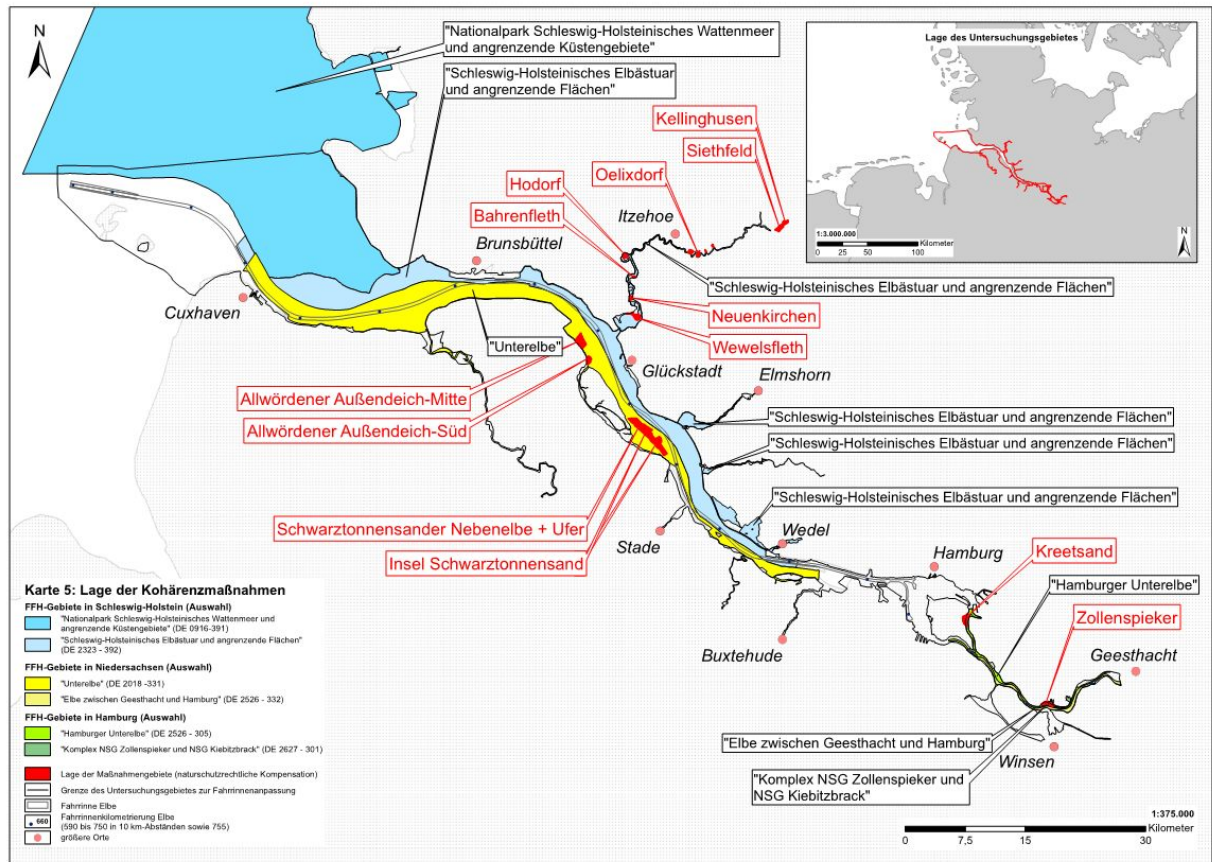 N
"Nationalpark Schleswig-Holsteinisches Wattenmeer
und angrenzende Küstengebiete"
"Schleswig-Holsteinisches Elbästuar
und angrenzende Flächen"
Lage des Untersuchungsgebietes
1:3.000.000
Kilometer
0 25 50 100
N
Kellinghusen
Siethfeld
Oelixdorf
Hodorf
Itzehoe
Bahrenfleth
Brunsbüttel
"Schleswig-Holsteinisches Elbästuar und angrenzende Flächen"
Cuxhaven
Neuenkirchen
"Unterelbe"
Wewelsfleth
Glückstadt
Elmshorn
Allwördener Außendeich-Mitte
"Schleswig-Holsteinisches Elbästuar und angrenzende Flächen"
Allwördener Außendeich-Süd
"Schleswig-Holsteinisches Elbästuar und angrenzende Flächen"
"Schleswig-Holsteinisches Elbästuar und angrenzende Flächen"
Schwarztonnensander Nebenelbe + Ufer
Wedel
Stade
Insel Schwarztonnensand
Hamburg
Kreetsand
"Hamburger Unterelbe"
Zollenspieker
Buxtehude
Geesthacht
"Elbe zwischen Geesthacht und Hamburg"
Winsen
"Komplex NSG Zollenspieker und
NSG Kiebitzbrack"
Karte 5: Lage der Kohärenzmaßnahmen
FFH-Gebiete in Schleswig-Holstein (Auswahl)
"Nationalpark Schleswig-Holsteinisches Wattenmeer und
angrenzende Küstengebiete" (DE 0916-391)
"Schleswig-Holsteinisches Elbästuar und angrenzende Flächen"
(DE 2323 - 392)
FFH-Gebiete in Niedersachsen (Auswahl)
"Unterelbe" (DE 2018 -331)
"Elbe zwischen Geesthacht und Hamburg" (DE 2526 - 332)
FFH-Gebiete in Hamburg (Auswahl)
"Hamburger Unterelbe" (DE 2526 - 305)
"Komplex NSG Zollenspieker und NSG Kiebitzbrack" (DE 2627 - 301)
Lage der Maßnahmengebiete (naturschutzrechtliche Kompensation)
Grenze des Untersuchungsgebietes zur Fahrrinnenanpassung
Fahrrinne Elbe
660 Fahrrinnenkilometrierung Elbe
(590 bis 750 in 10 km-Abständen sowie 755)
größere Orte
1:375.000
Kilometer
0 7,5 15 30